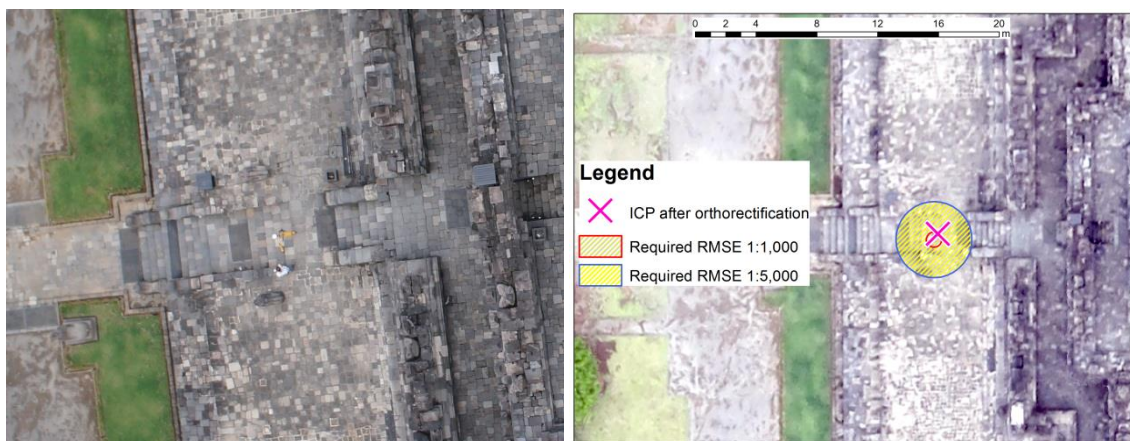 0 2 4 8 12 16 20
m
Legend
ICP after orthorectification
Required RMSE 1:1,000
Required RMSE 1:5,000